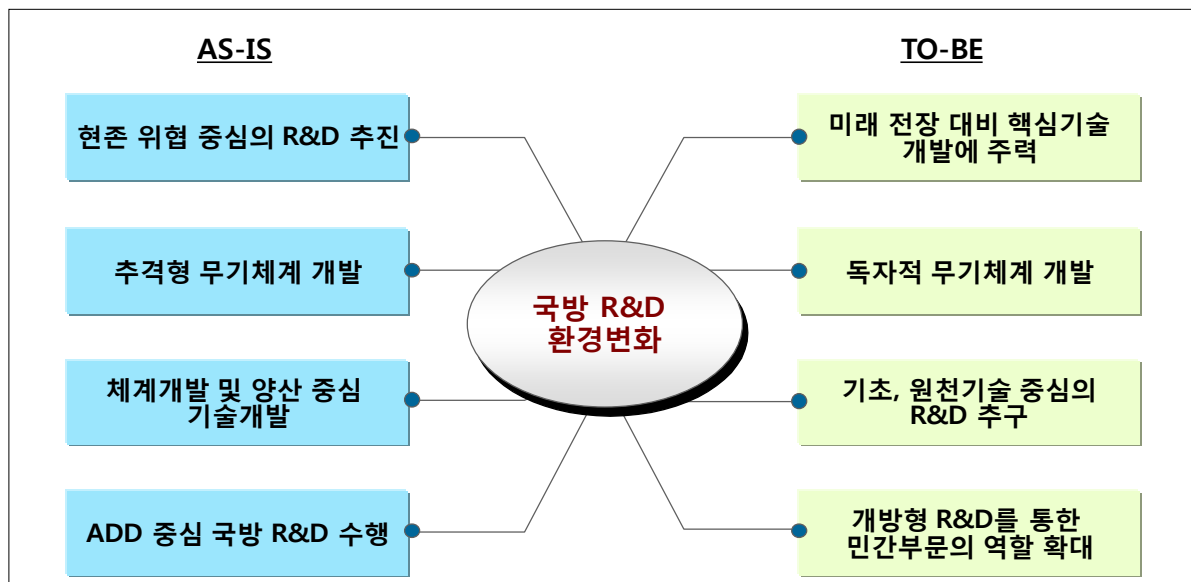 AS-IS
TO-BE
현존 위협 중심의 R&D 추진
미래 전장 대비 핵심기술
개발에 주력
추격형 무기체계 개발
독자적 무기체계 개발
국방 R&D
환경변화
체계개발 및 양산 중심
기술개발
기초, 원천기술 중심의
R&D 추구
ADD 중심 국방 R&D 수행
개방형 R&D를 통한
민간부문의 역할 확대